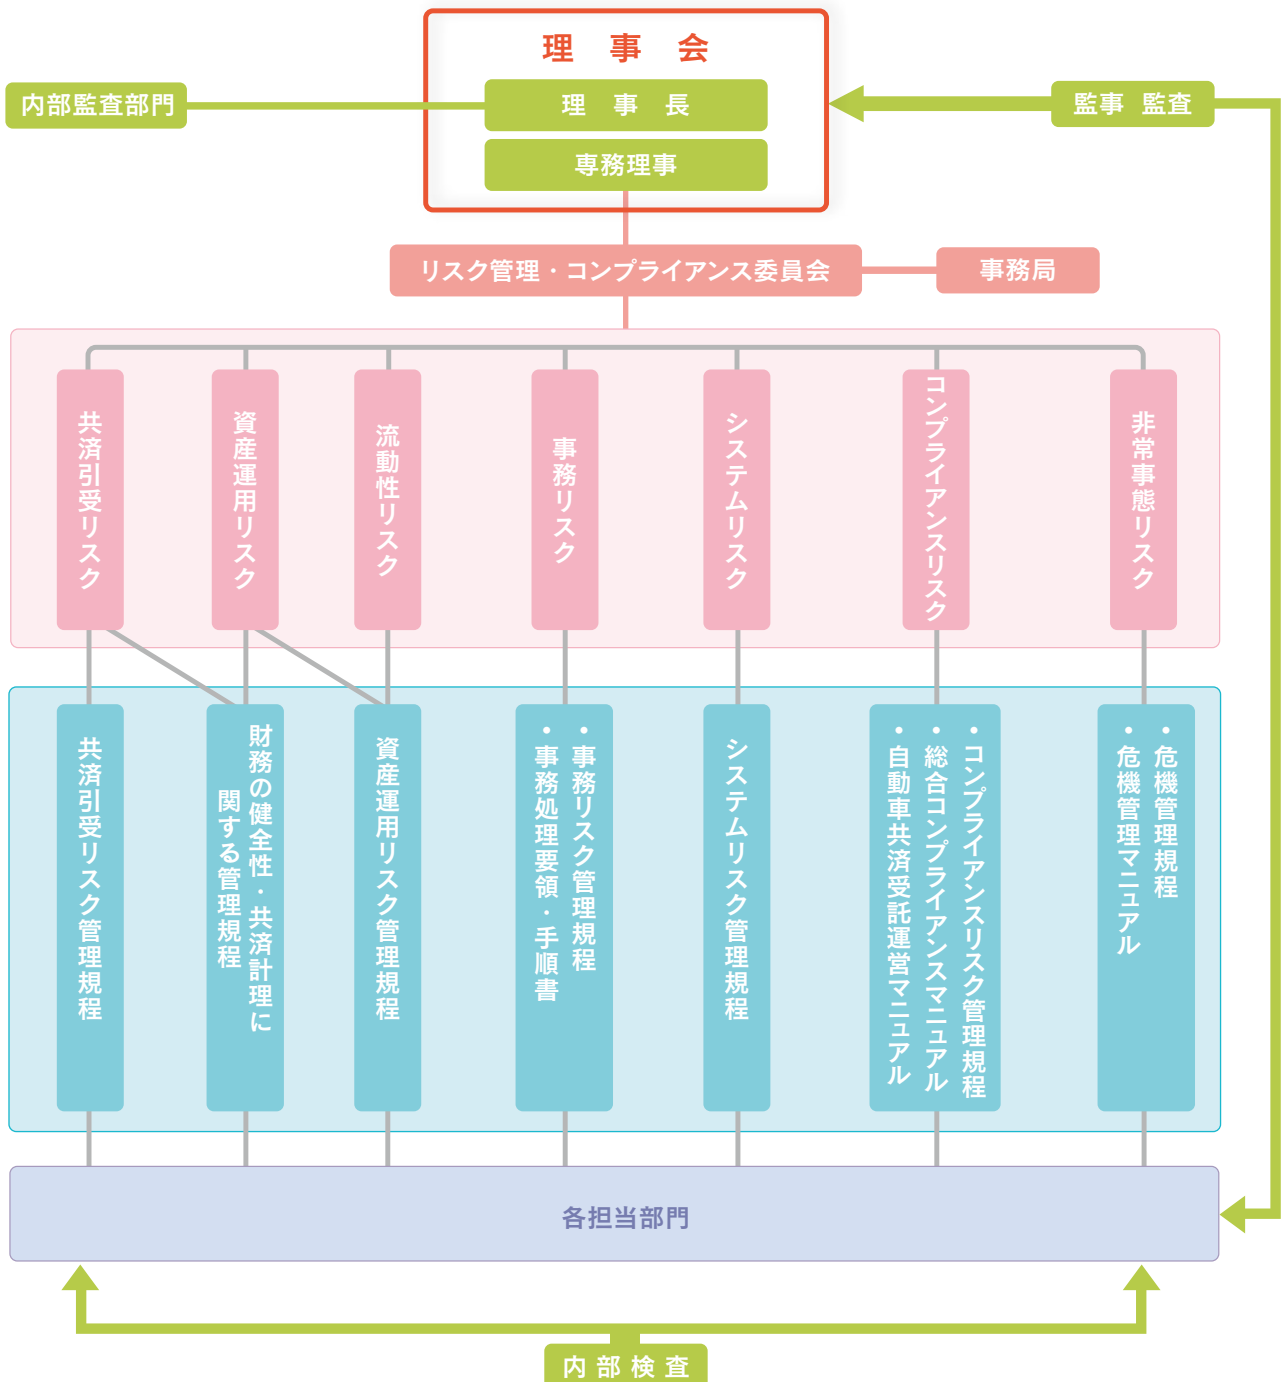 理事会
内部監査部門
理事長
監事 監査
専務理事
リスク管理・コンプライアンス委員会
事務局
共済引受リスク
資産運用リスク
流動性リスク
事務リスク
システムリスク
コンプライアンスリスク
非常事態リスク
共済引受リスク管理規程
財務の健全性・共済計理に
関する管理規程
資産運用リスク管理規程
・事務リスク管理規程
・事務処理要領・手順書
システムリスク管理規程
・コンプライアンスリスク管理規程
・総合コンプライアンスマニュアル
・自動車共済受託運営マニュアル
・危機管理規程
・危機管理マニュアル
各担当部門
内部検査